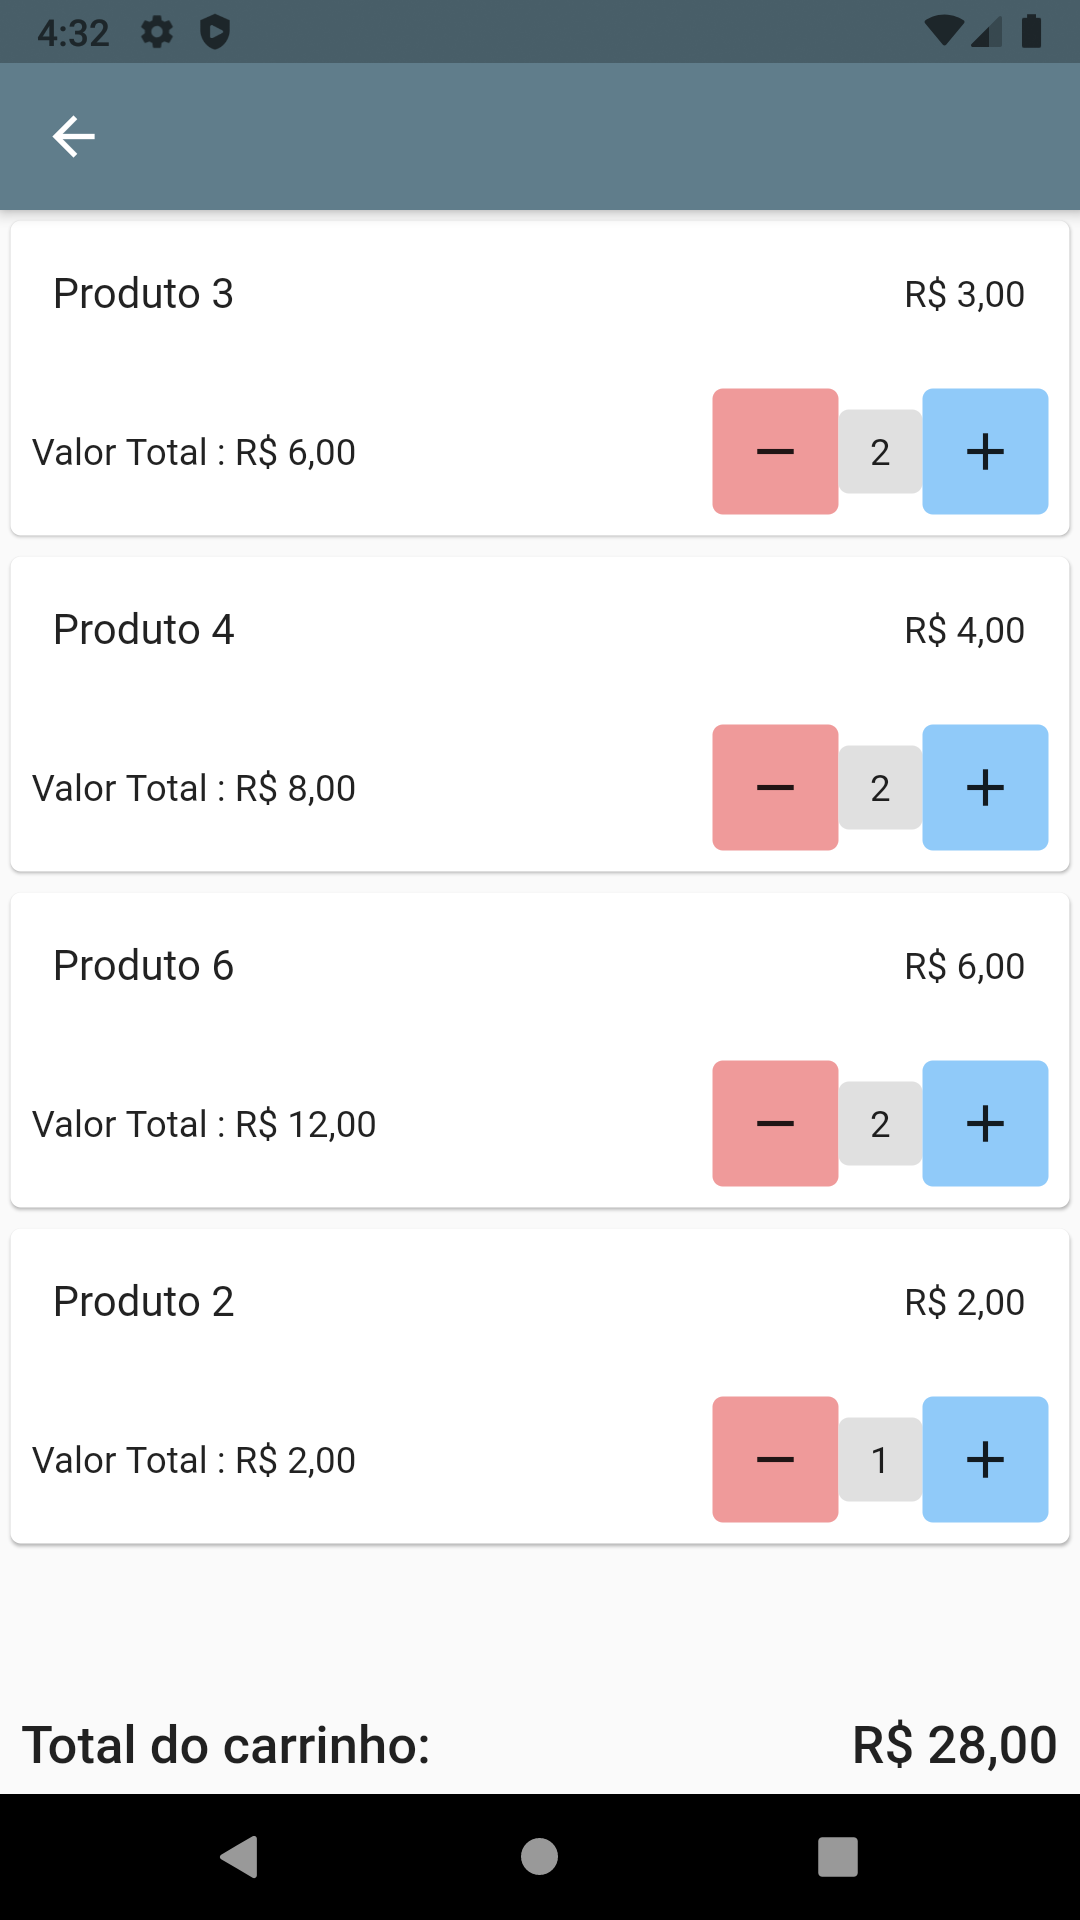 4:32
Produto 3 R$ 3,00
Valor Total : R$ 6,00 2
Produto 4 R$ 4,00
Valor Total : R$ 8,00 2
Produto 6 R$ 6,00
Valor Total : R$ 12,00 2
Produto 2 R$ 2,00
Valor Total : R$ 2,00 1
Total do carrinho: R$ 28,00